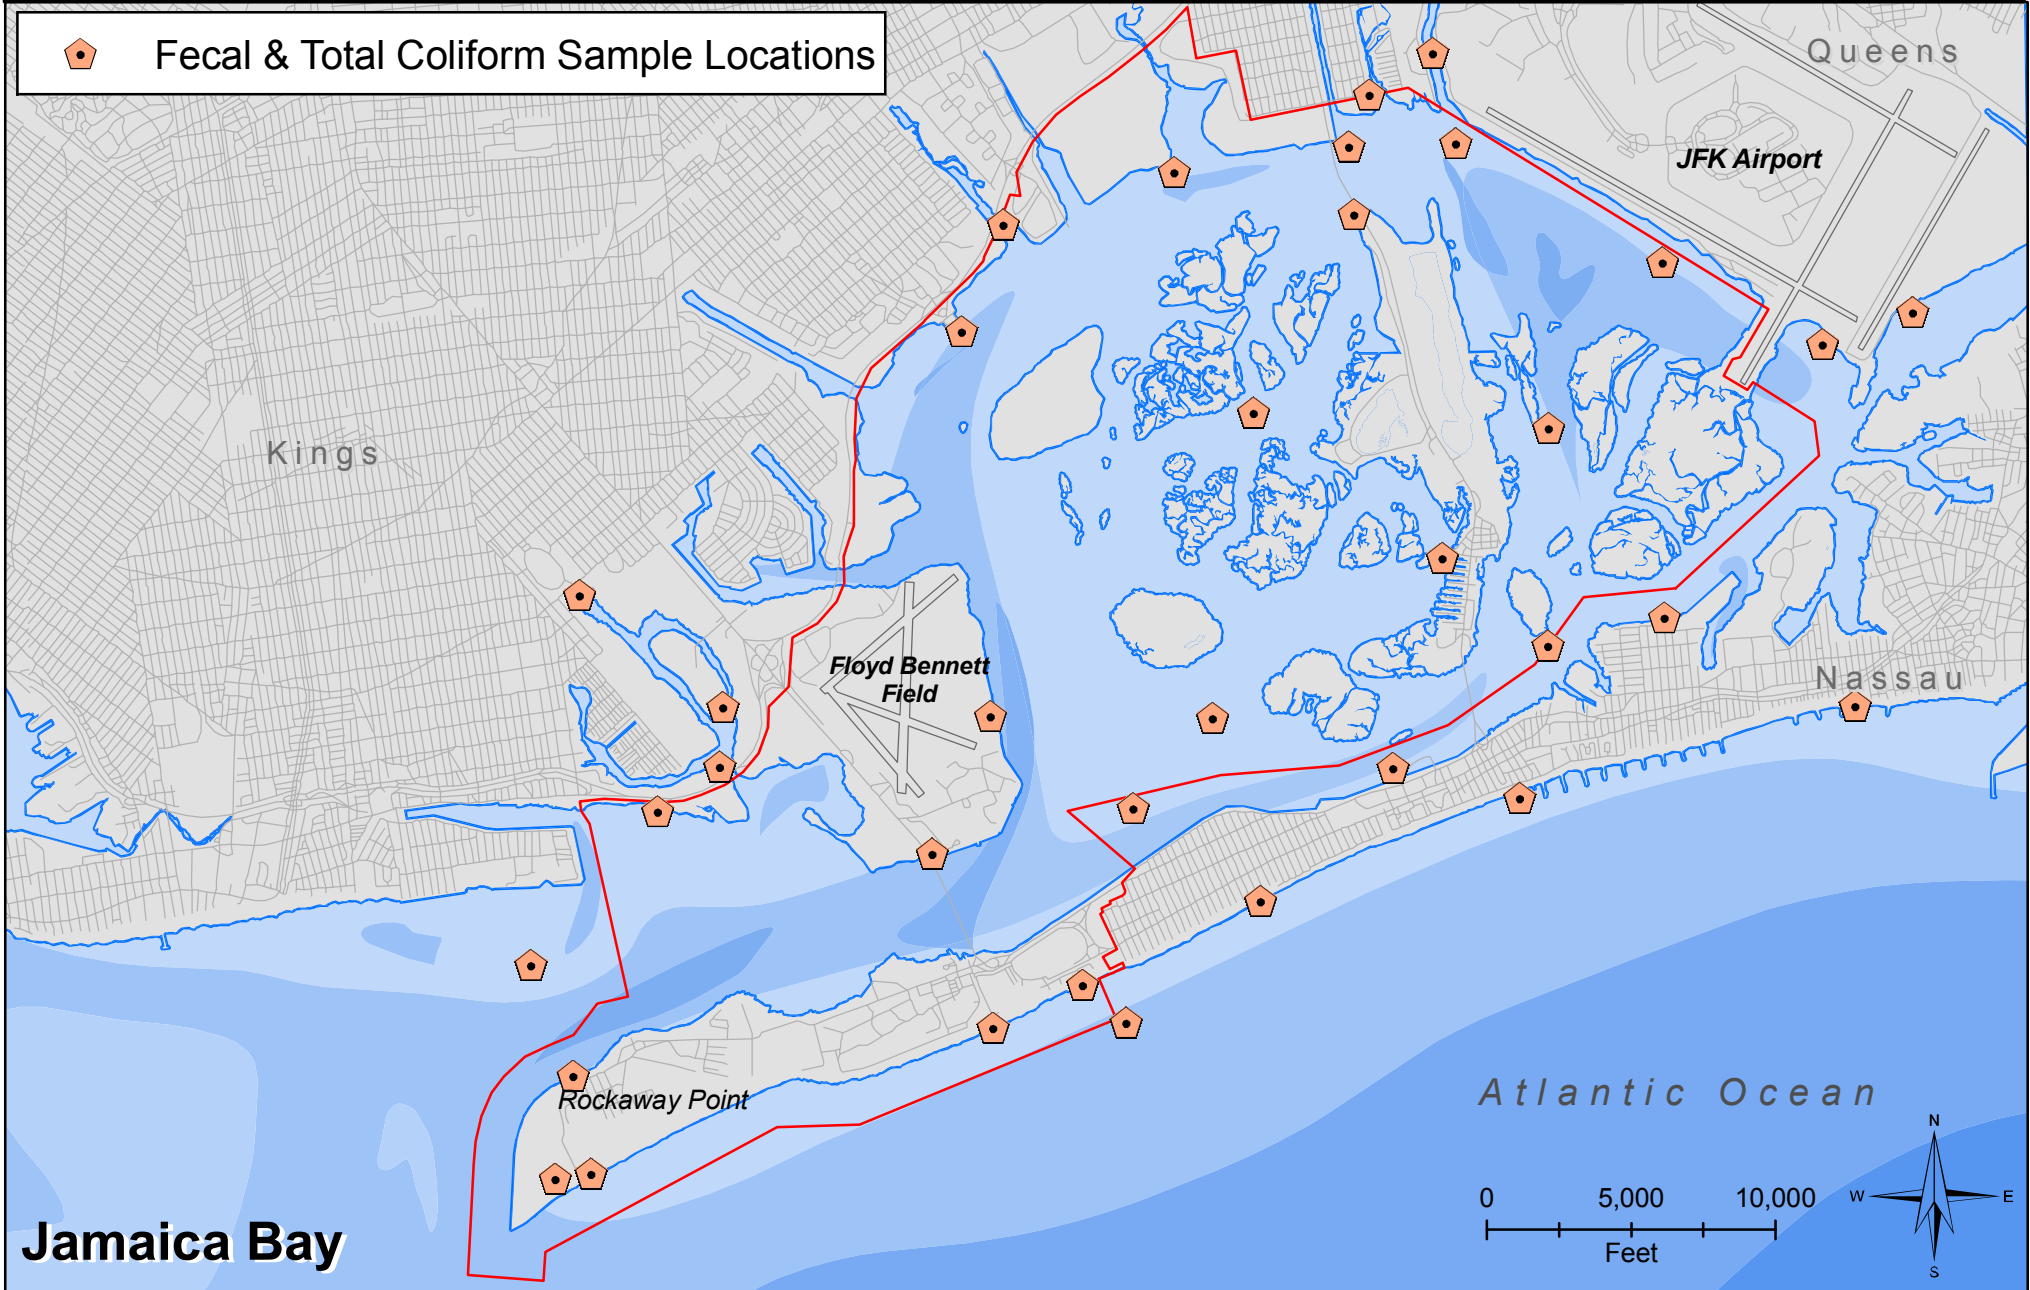 Fecal & Total Coliform Sample Locations
Queens
JFK Airport
Kings
Floyd Bennett
Field
Nassau
Rockaway Point
Atlantic Ocean
N
W
E
S
0 5,000 10,000
Feet
Jamaica Bay